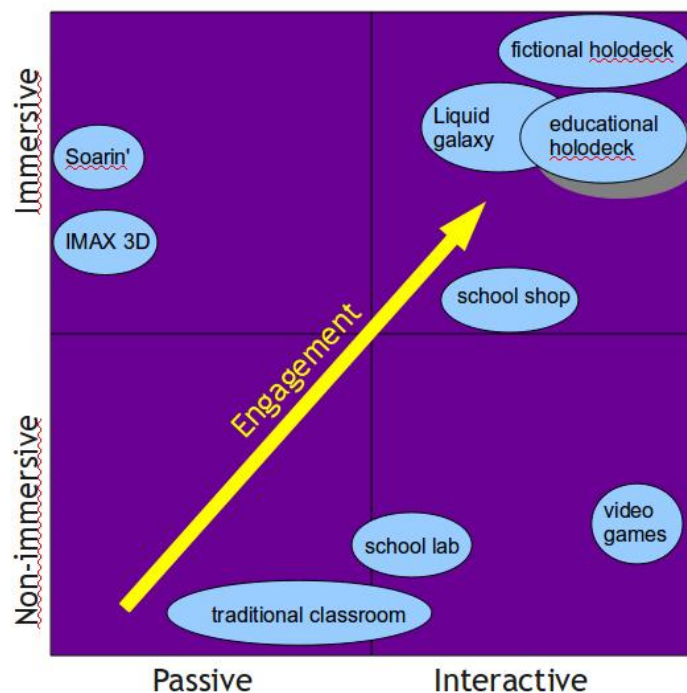 Immersive
Non-immersive
fictional holodeck
Liquid
galaxy
educational
holodeck
Soarin'
IMAX 3D
school shop
Engagement
video
games
school lab
traditional classroom
Passive
Interactive